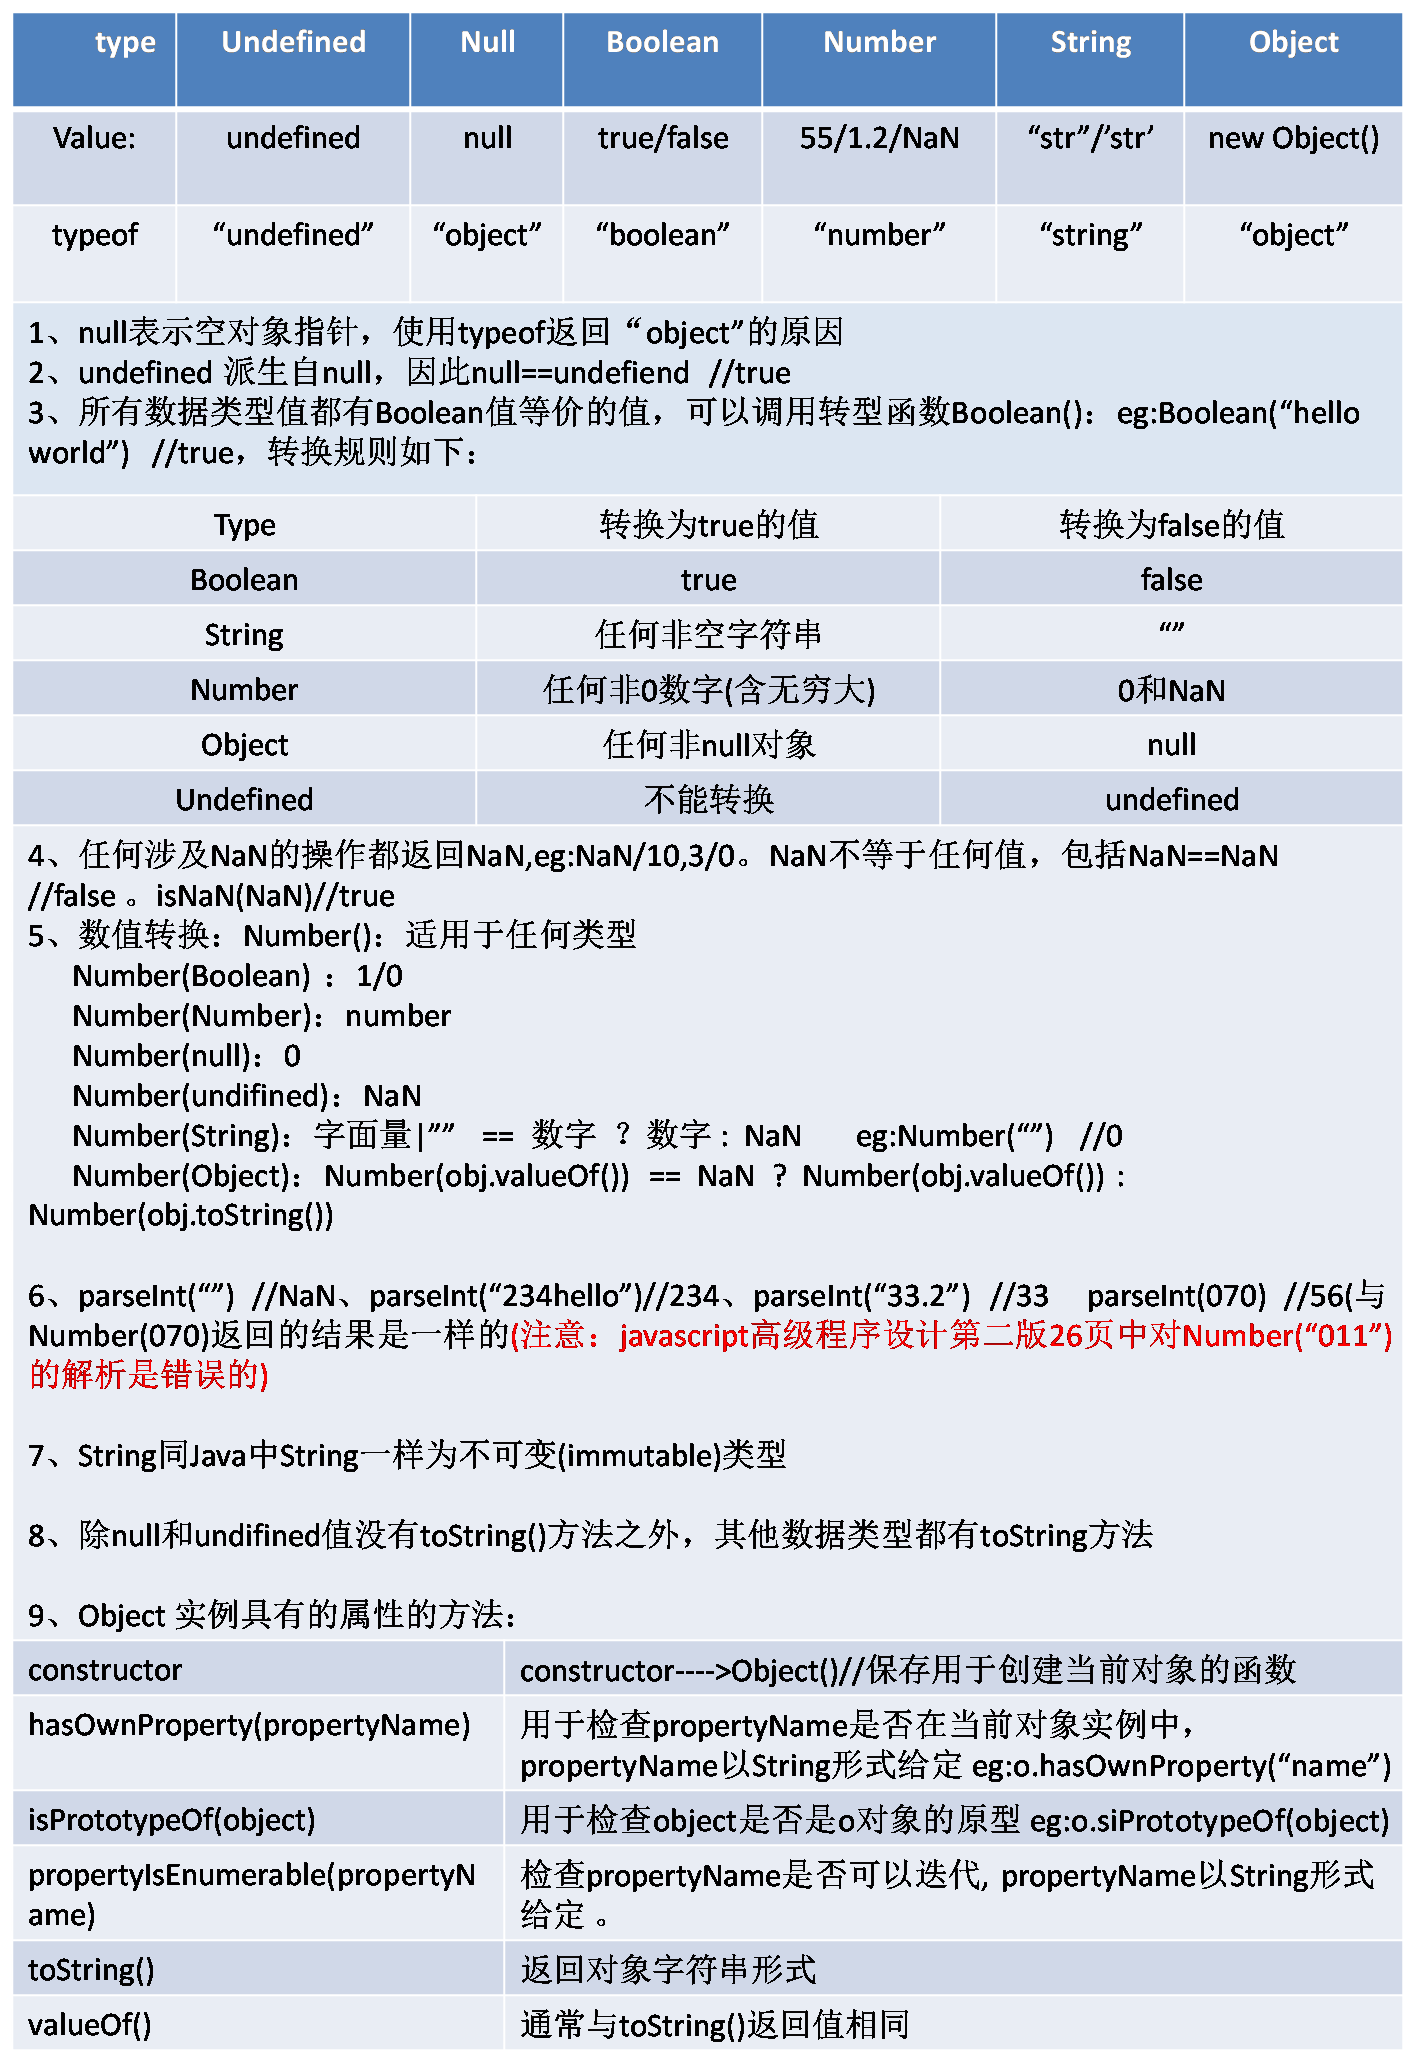 type Undefined Null Boolean Number String Object
Value: undefined null true/false 55/1.2/NaN “str”/’str’ new Object()
typeof “undefined” “object” “boolean” “number” “string” “object”
1、null表示空对象指针，使用typeof返回“object”的原因
2、undefined 派生自null，因此null==undefiend //true
3、所有数据类型值都有Boolean值等价的值，可以调用转型函数Boolean()：eg:Boolean(“hello
world”) //true，转换规则如下：
Type 转换为true的值 转换为false的值
Boolean true false
String 任何非空字符串 “”
Number 任何非0数字(含无穷大) 0和NaN
Object 任何非null对象 null
Undefined 不能转换 undefined
4、任何涉及NaN的操作都返回NaN,eg:NaN/10,3/0。NaN不等于任何值，包括NaN==NaN
//false 。isNaN(NaN)//true
5、数值转换：Number()：适用于任何类型
Number(Boolean) ：1/0
Number(Number)：number
Number(null)：0
Number(undifined)：NaN
Number(String)：字面量|”” == 数字 ？数字 : NaN eg:Number(“”) //0
Number(Object)：Number(obj.valueOf()) == NaN ? Number(obj.valueOf()) :
Number(obj.toString())
6、parseInt(“”) //NaN、parseInt(“234hello”)//234、parseInt(“33.2”) //33 parseInt(070) //56(与
Number(070)返回的结果是一样的(注意：javascript高级程序设计第二版26页中对Number(“011”)
的解析是错误的)
7、String同Java中String一样为不可变(immutable)类型
8、除null和undifined值没有toString()方法之外，其他数据类型都有toString方法
9、Object 实例具有的属性的方法：
constructor constructor---->Object()//保存用于创建当前对象的函数
hasOwnProperty(propertyName) 用于检查propertyName是否在当前对象实例中，
propertyName以String形式给定 eg:o.hasOwnProperty(“name”)
isPrototypeOf(object) 用于检查object是否是o对象的原型 eg:o.siPrototypeOf(object)
propertyIsEnumerable(propertyN 检查propertyName是否可以迭代, propertyName以String形式
ame) 给定 。
toString() 返回对象字符串形式
valueOf() 通常与toString()返回值相同